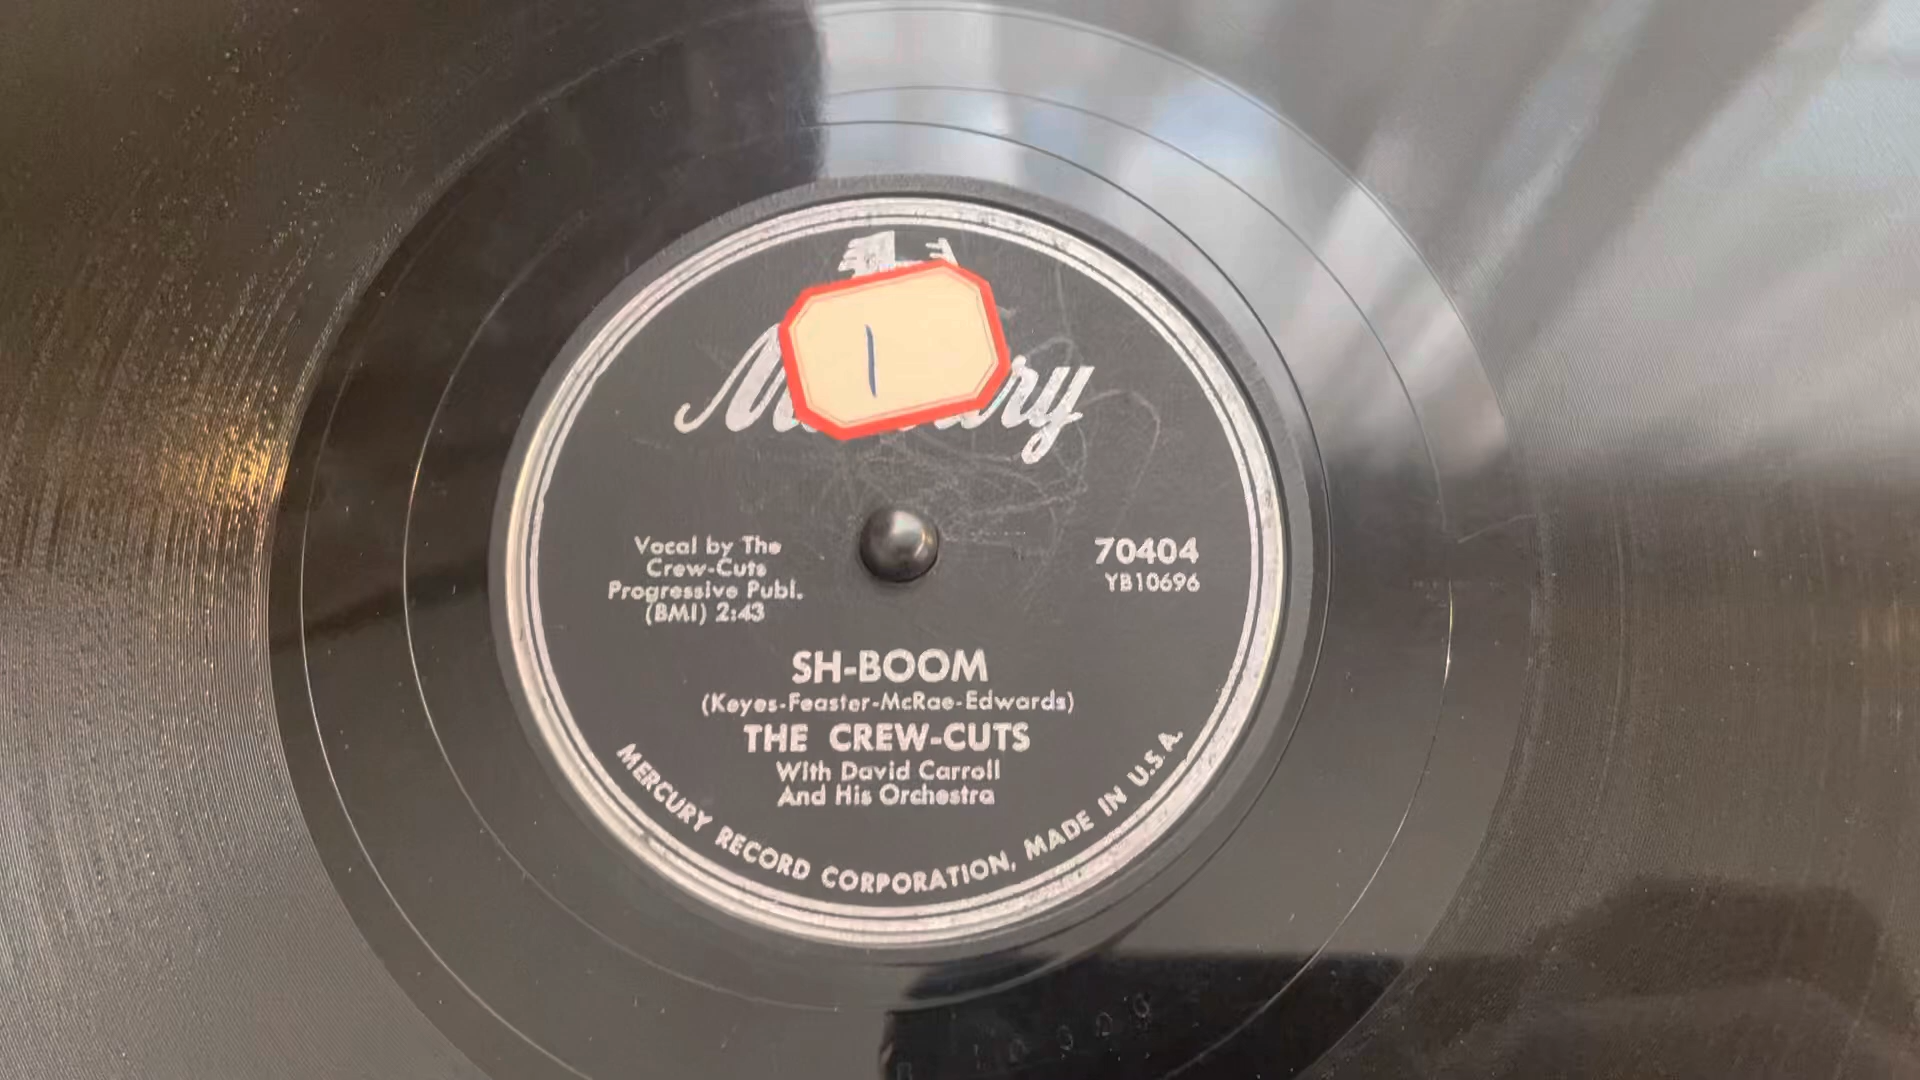 1
Vocal by The
Crew-Cuts
Progressive Publ.
(BMI) 2:43
70404
YB10696
SH-BOOM
(Keyes-Feaster-McRae-Edwards)
THE CREW-CUTS
With David Carroll
And His Orchestra
MERCURY RECORD CORPORATION, MADE IN U.S.A.